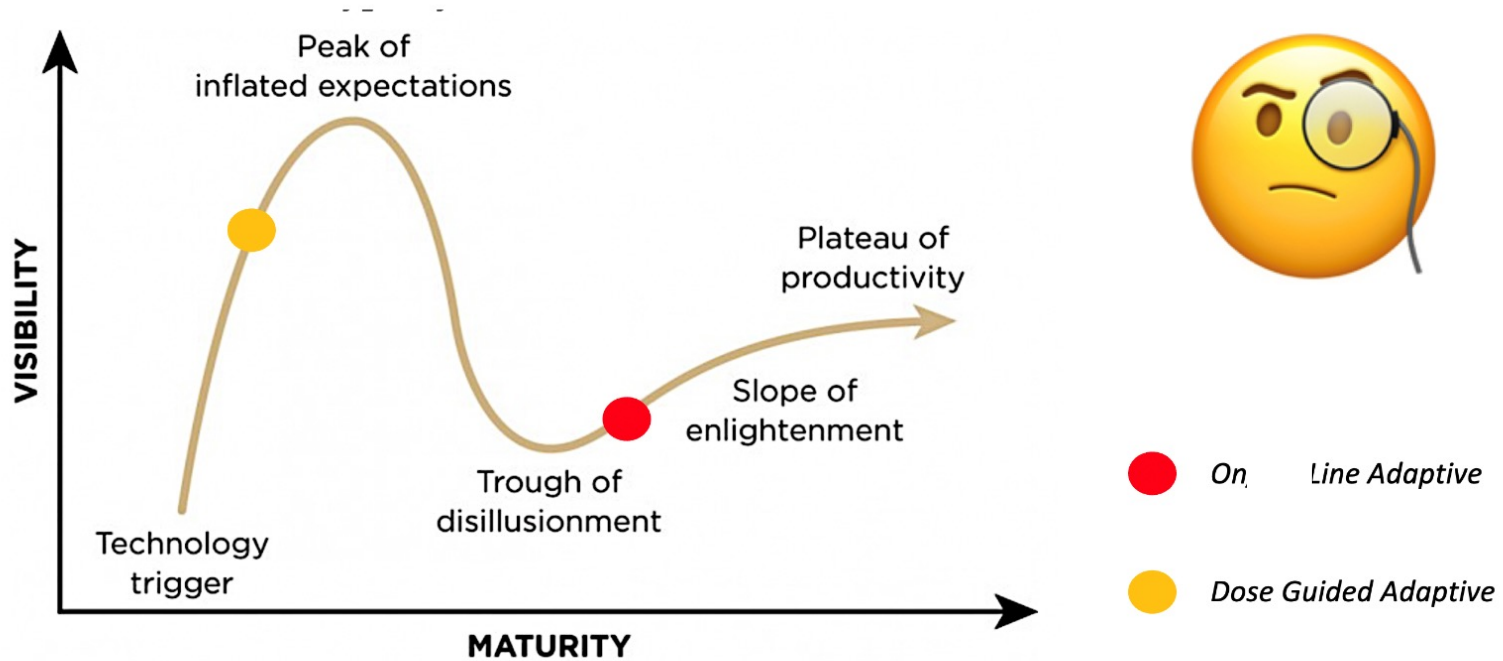 Peak of
inflated expectations
VISIBILITY
Plateau of
productivity
Slope of
enlightenment
Trough of
disillusionment
Technology
trigger
MATURITY
On Line Adaptive
Dose Guided Adaptive